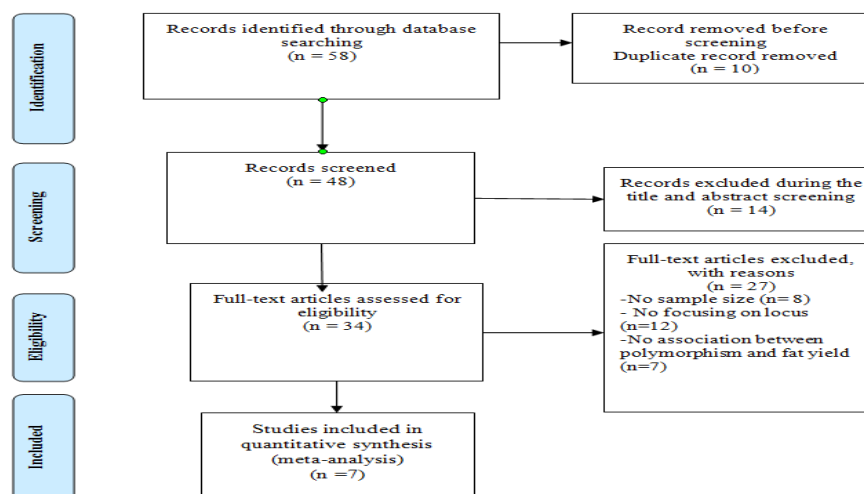 Identification
Records identified through database
searching
(n = 58)
Record removed before
screening
Duplicate record removed
(n = 10)
Screening
Records screened
(n = 48)
Records excluded during the
title and abstract screening
(n = 14)
Eligibility
Full-text articles assessed for
eligibility
(n = 34)
Full-text articles excluded,
with reasons
(n = 27)
-No sample size (n= 8)
- No focusing on locus
(n=12)
-No association between
polymorphism and fat yield
(n=7)
Included
Studies included in
quantitative synthesis
(meta-analysis)
(n =7)